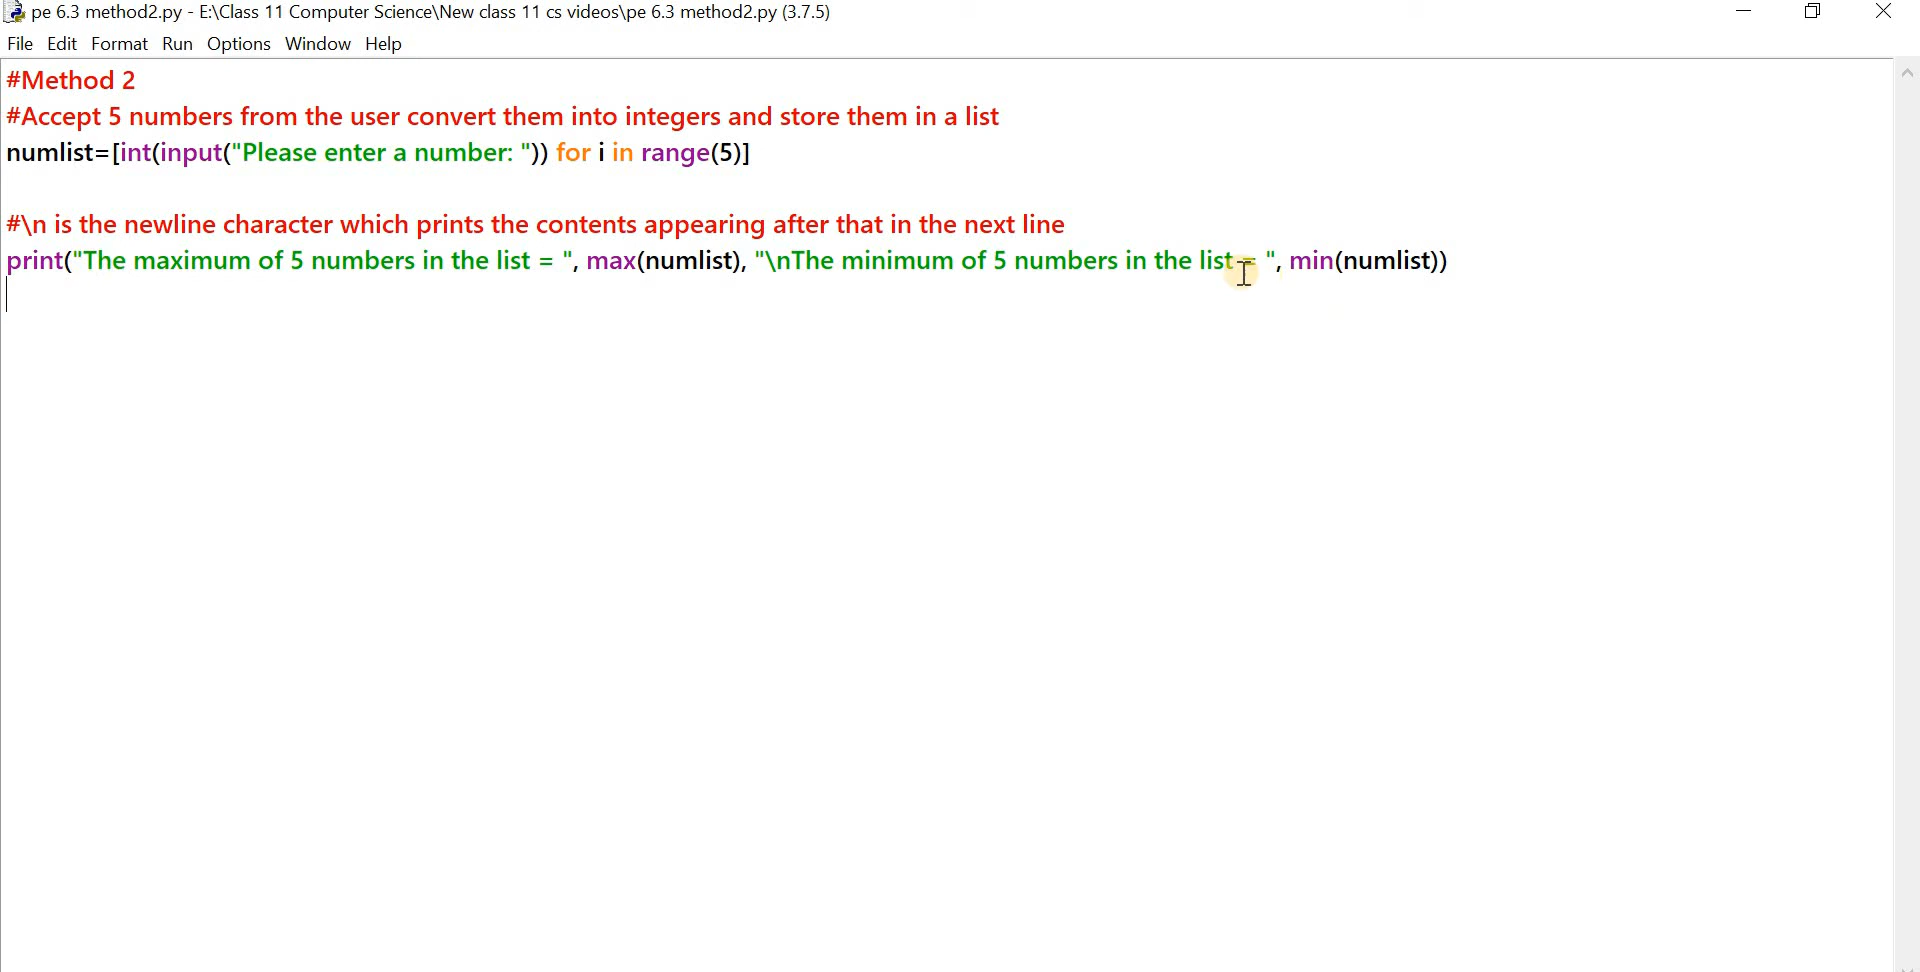 pe 6.3 method2.py - E:\Class 11 Computer Science\New class 11 cs videos\pe 6.3 method2.py (3.7.5)
File Edit Format Run Options Window Help
#Method 2
#Accept 5 numbers from the user convert them into integers and store them in a list
numlist=[int(input("Please enter a number: ")) for i in range(5)]
#\n is the newline character which prints the contents appearing after that in the next line
print("The maximum of 5 numbers in the list = ", max(numlist), "\nThe minimum of 5 numbers in the list = ", min(numlist))